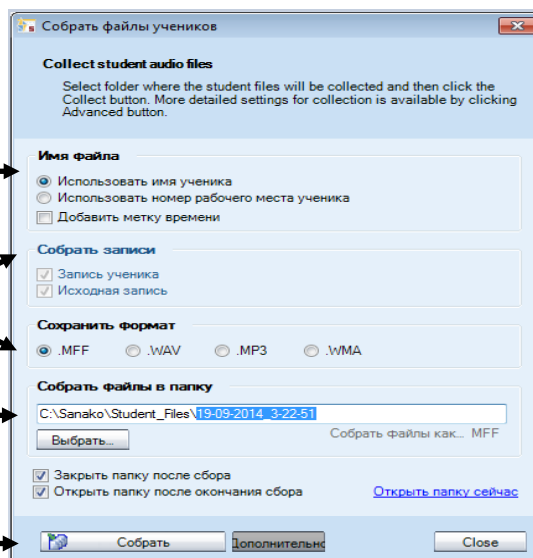 Собрать файлы учеников
Collect student audio files
Select folder where the student files will be collected and then click the
Collect button. More detailed settings for collection is available by clicking
Advanced button.
Имя файла
Использовать имя ученика
Использовать номер рабочего места ученика
Добавить метку времени
Собрать записи
Запись ученика
Исходная запись
Сохранить формат
.MFF .WAV .MP3 .WMA
Собрать файлы в папку
C:\Sanako\Student_Files\19-09-2014_3-22-51
Выбрать... Собрать файлы как... MFF
Закрыть папку после сбора
Открыть папку после окончания сбора Открыть папку сейчас
Собрать Дополнительно Close